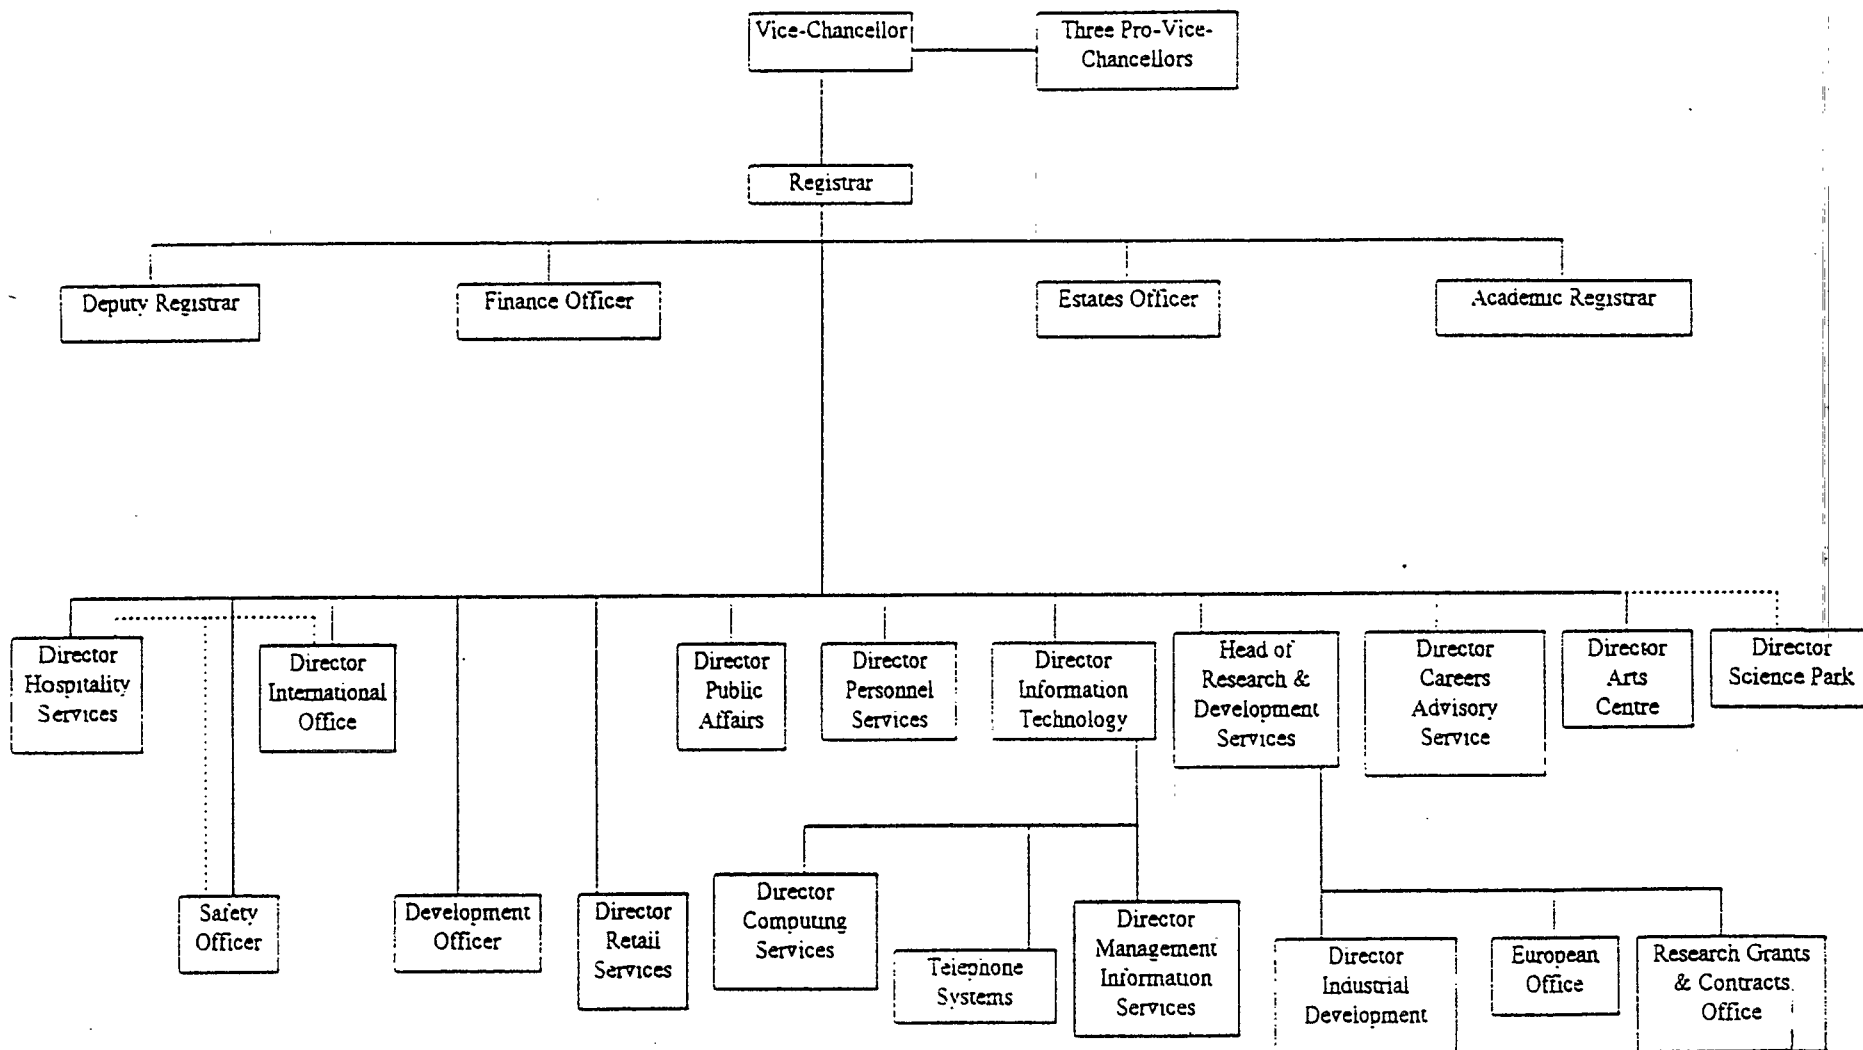 Vice-Chancellor
Three Pro-Vice-
Chancellors
Registrar
Deputy Registrar
Finance Officer
Estates Officer
Academic Registrar
Director
Hospitality
Services
Director
International
Office
Director
Public
Affairs
Director
Personnel
Services
Director
Information
Technology
Head of
Research &
Development
Services
Director
Careers
Advisory
Service
Director
Arts
Centre
Director
Science Park
Safety
Officer
Development
Officer
Director
Retail
Services
Director
Computing
Services
Telephone
Systems
Director
Management
Information
Services
Director
Industrial
Development
European
Office
Research Grants
& Contracts
Office